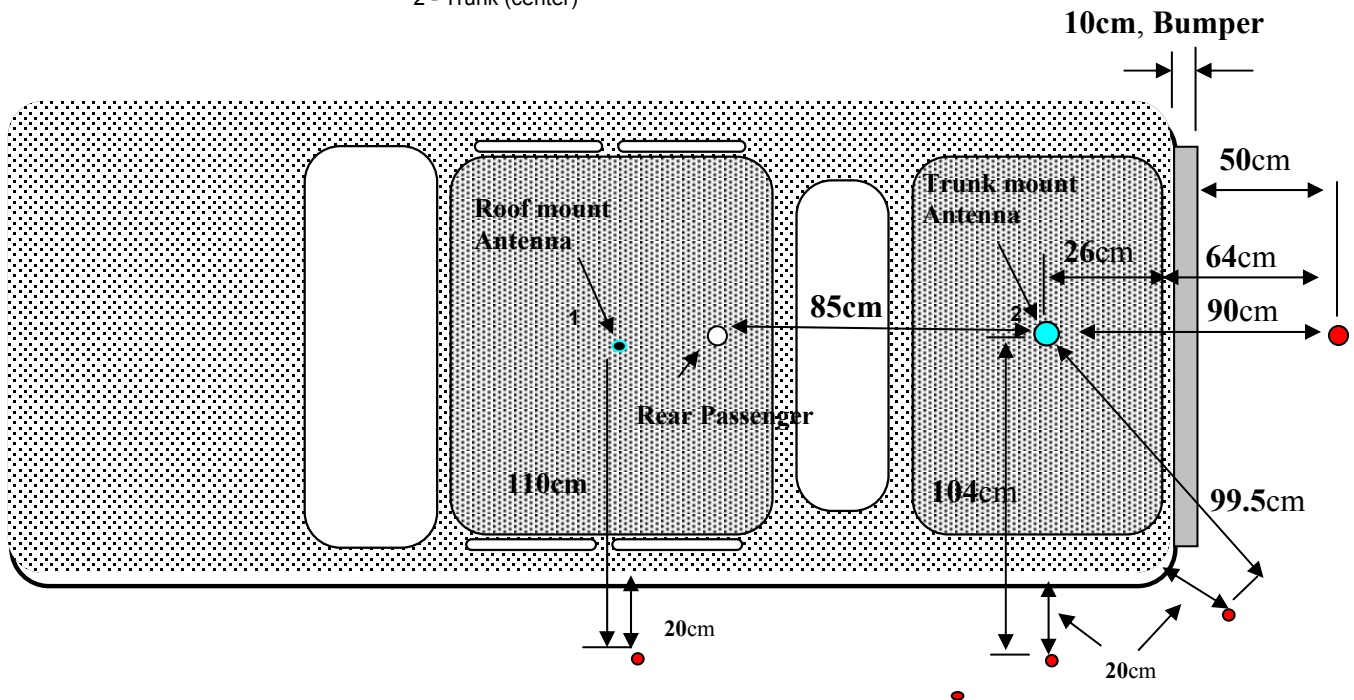 2 - Trunk (center)
10cm, Bumper
50cm
Trunk mount
Antenna
Roof mount
Antenna
26cm
64cm
85cm
2
90cm
1
Rear Passenger
110cm
104cm
99.5cm
20cm
20cm